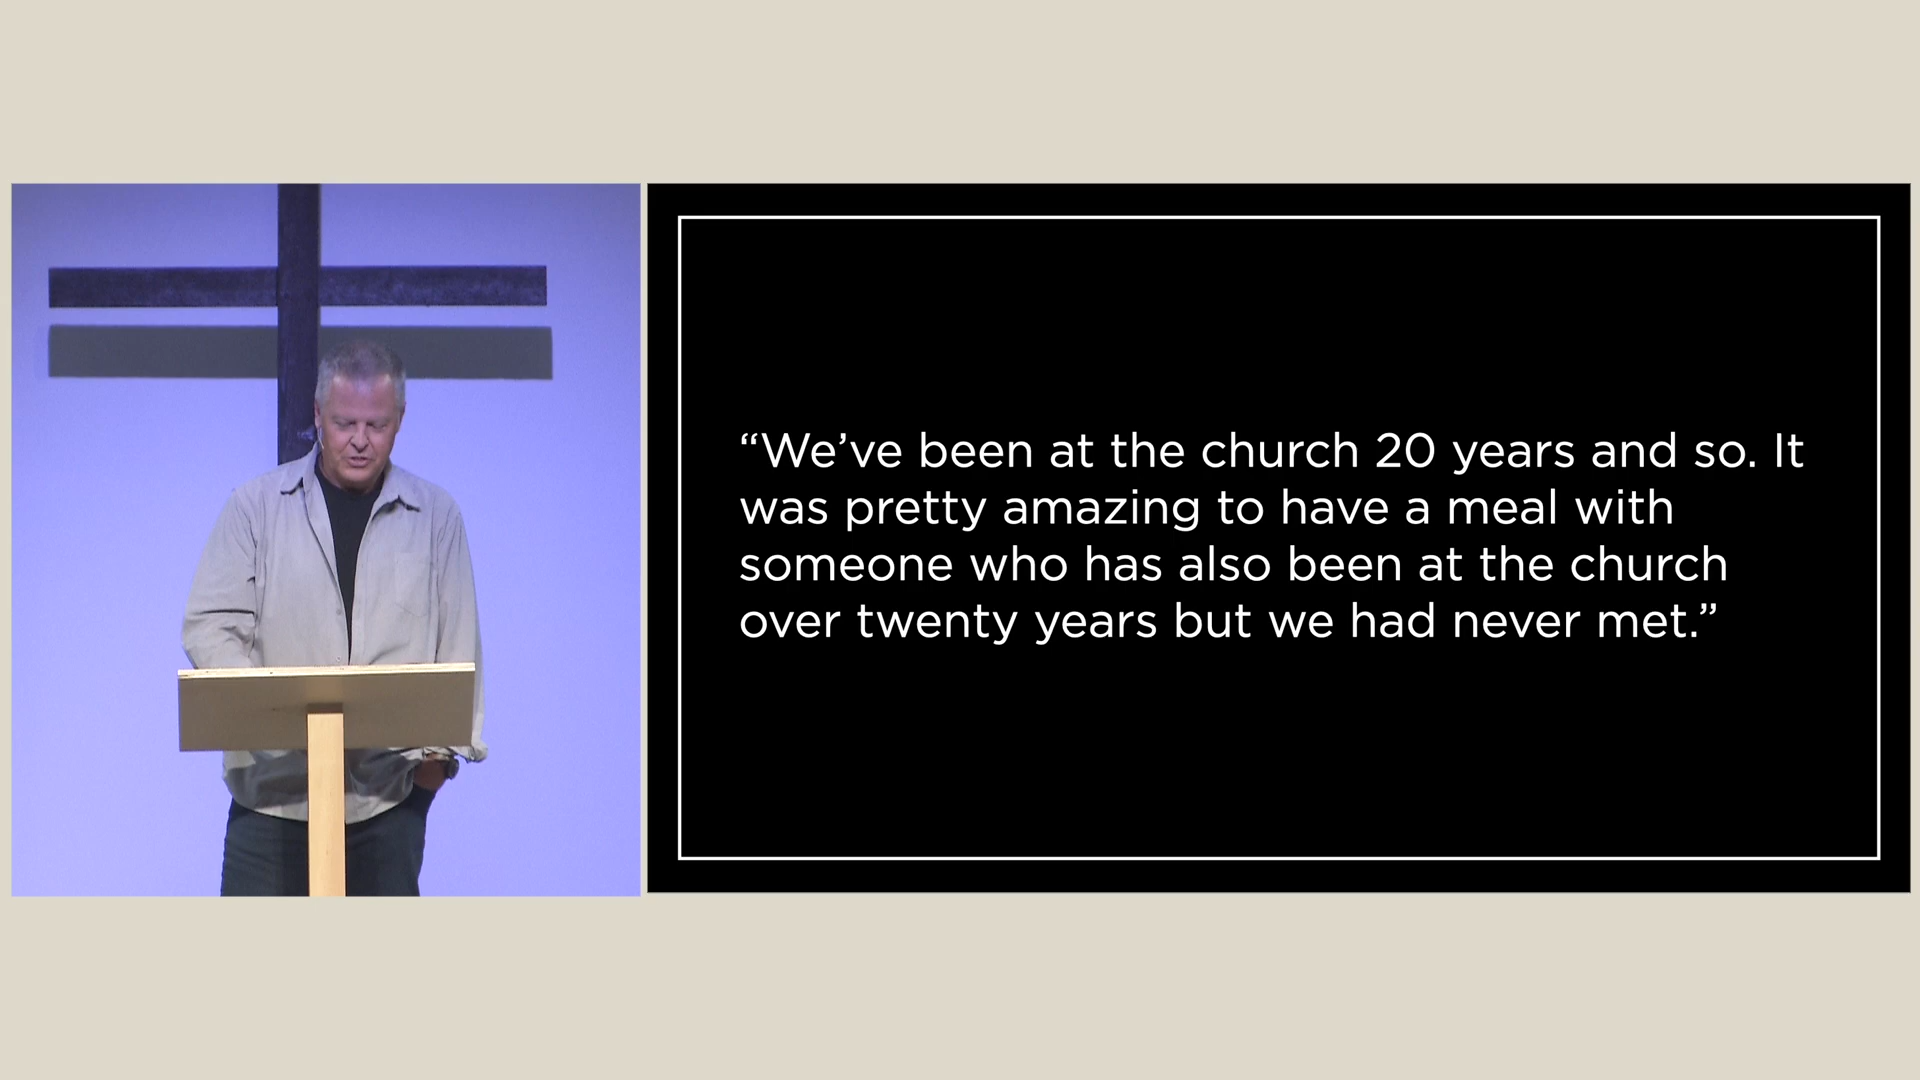 “We’ve been at the church 20 years and so. It
was pretty amazing to have a meal with
someone who has also been at the church
over twenty years but we had never met.”